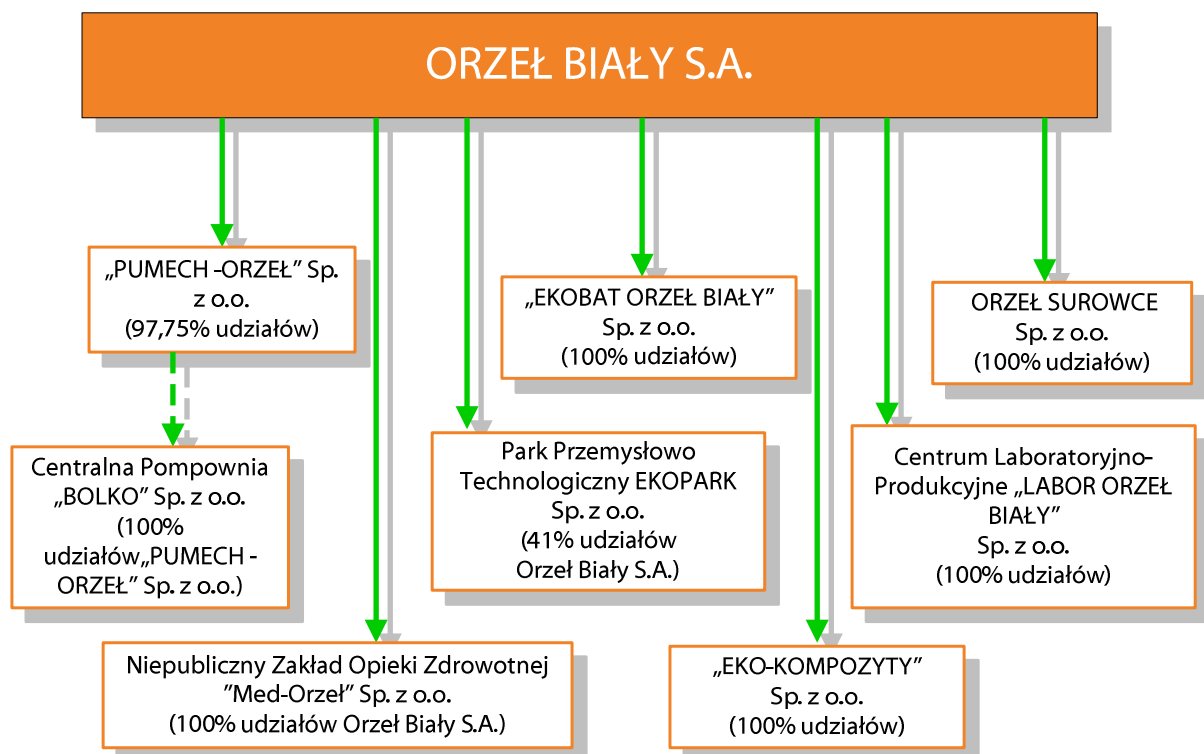 ORZEŁ BIAŁY S.A.
„PUMECH -ORZEŁ” Sp.
z o.o.
(97,75% udziałów)
„EKOBAT ORZEŁ BIAŁY”
Sp. z o.o.
(100% udziałów)
ORZEŁ SUROWCE
Sp. z o.o.
(100% udziałów)
Centralna Pompownia
„BOLKO” Sp. z o.o.
(100%
udziałów„PUMECH -
ORZEŁ” Sp. z o.o.)
Park Przemysłowo
Technologiczny EKOPARK
Sp. z o.o.
(41% udziałów
Orzeł Biały S.A.)
Centrum Laboratoryjno-
Produkcyjne „LABOR ORZEŁ
BIAŁY”
Sp. z o.o.
(100% udziałów)
Niepubliczny Zakład Opieki Zdrowotnej
”Med-Orzeł” Sp. z o.o.
(100% udziałów Orzeł Biały S.A.)
„EKO-KOMPOZYTY”
Sp. z o.o.
(100% udziałów)